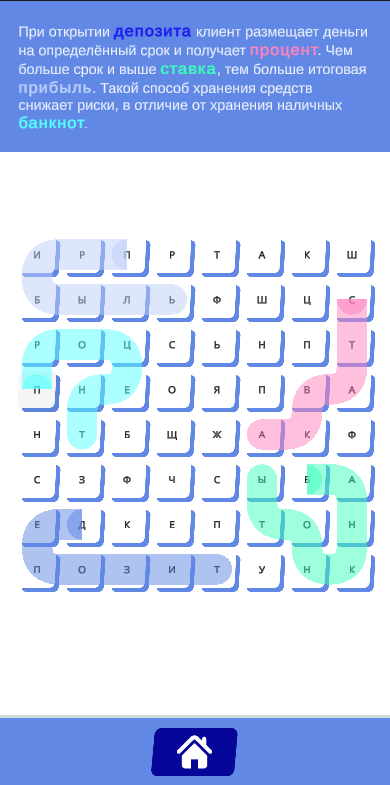 При открытии депозита клиент размещает деньги
на определённый срок и получает процент. Чем
больше срок и выше ставка, тем больше итоговая
прибыль. Такой способ хранения средств
снижает риски, в отличие от хранения наличных
банкнот.
И Р П Р Т А К Ш
Б Ы Л Ь Ф Ш Ц С
Р О Ц С Ь Н П Т
П Н Е О Я П В А
Н Т Б Щ Ж А К Ф
С З Ф Ч С Ы Б А
Е Д К Е П Т О Н
П О З И Т У Н К